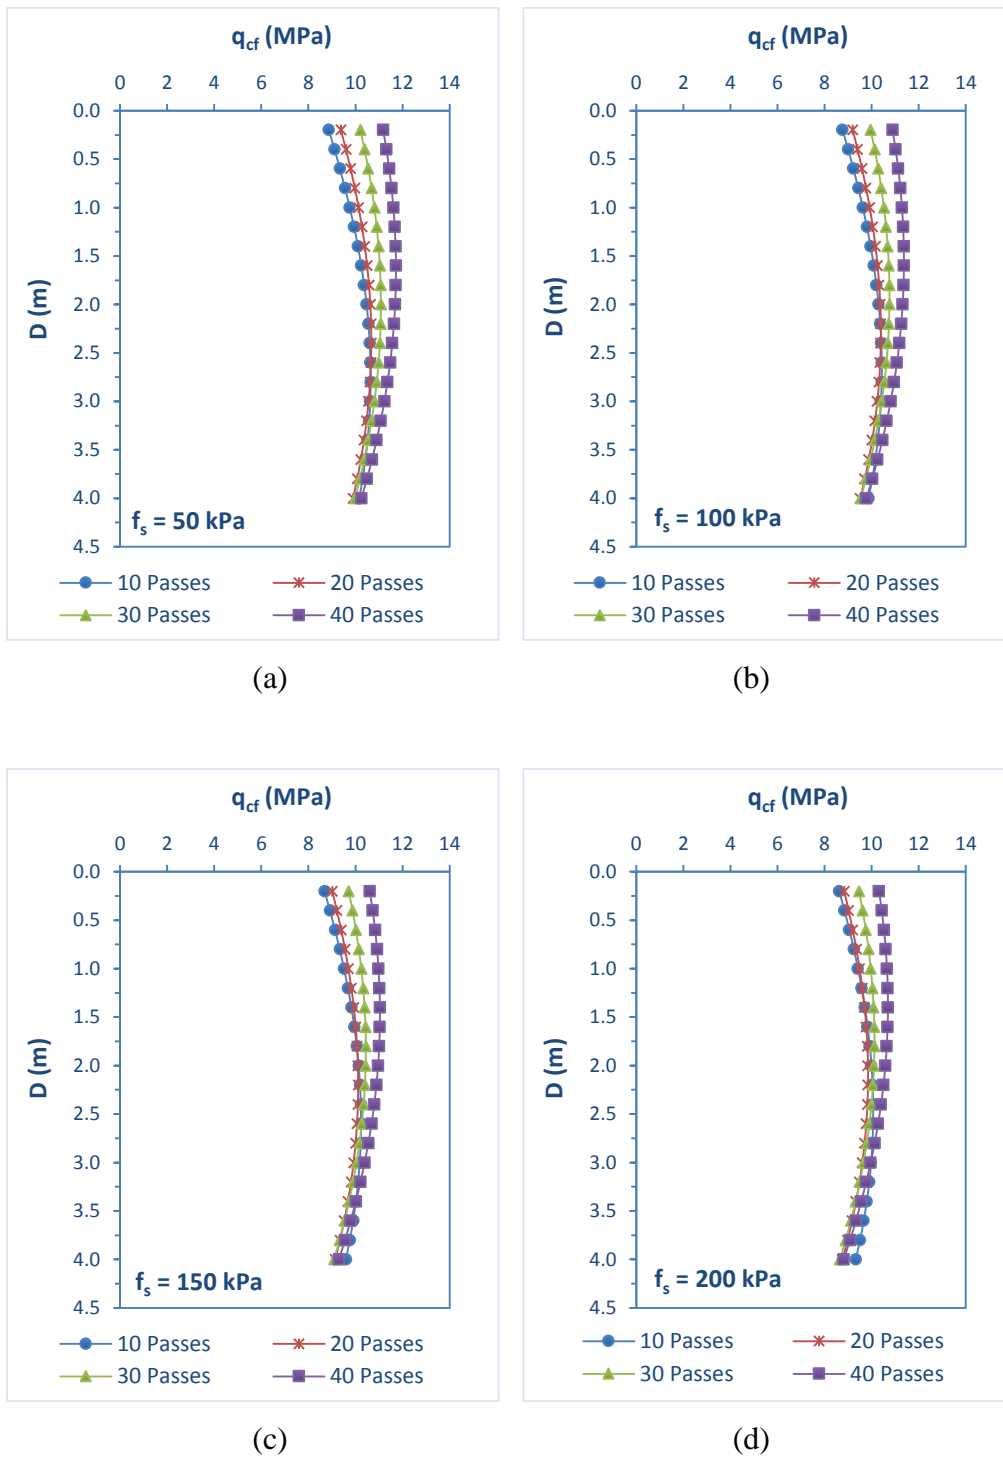 q_cf (MPa)
0 2 4 6 8 10 12 14
0.0
0.5
1.0
1.5
2.0
2.5
3.0
3.5
4.0
4.5
D (m)
f_s = 50 kPa
10 Passes 20 Passes
30 Passes 40 Passes
(a)
q_cf (MPa)
0 2 4 6 8 10 12 14
0.0
0.5
1.0
1.5
2.0
2.5
3.0
3.5
4.0
4.5
D (m)
f_s = 100 kPa
10 Passes 20 Passes
30 Passes 40 Passes
(b)
q_cf (MPa)
0 2 4 6 8 10 12 14
0.0
0.5
1.0
1.5
2.0
2.5
3.0
3.5
4.0
4.5
D (m)
f_s = 150 kPa
10 Passes 20 Passes
30 Passes 40 Passes
(c)
q_cf (MPa)
0 2 4 6 8 10 12 14
0.0
0.5
1.0
1.5
2.0
2.5
3.0
3.5
4.0
4.5
D (m)
f_s = 200 kPa
10 Passes 20 Passes
30 Passes 40 Passes
(d)